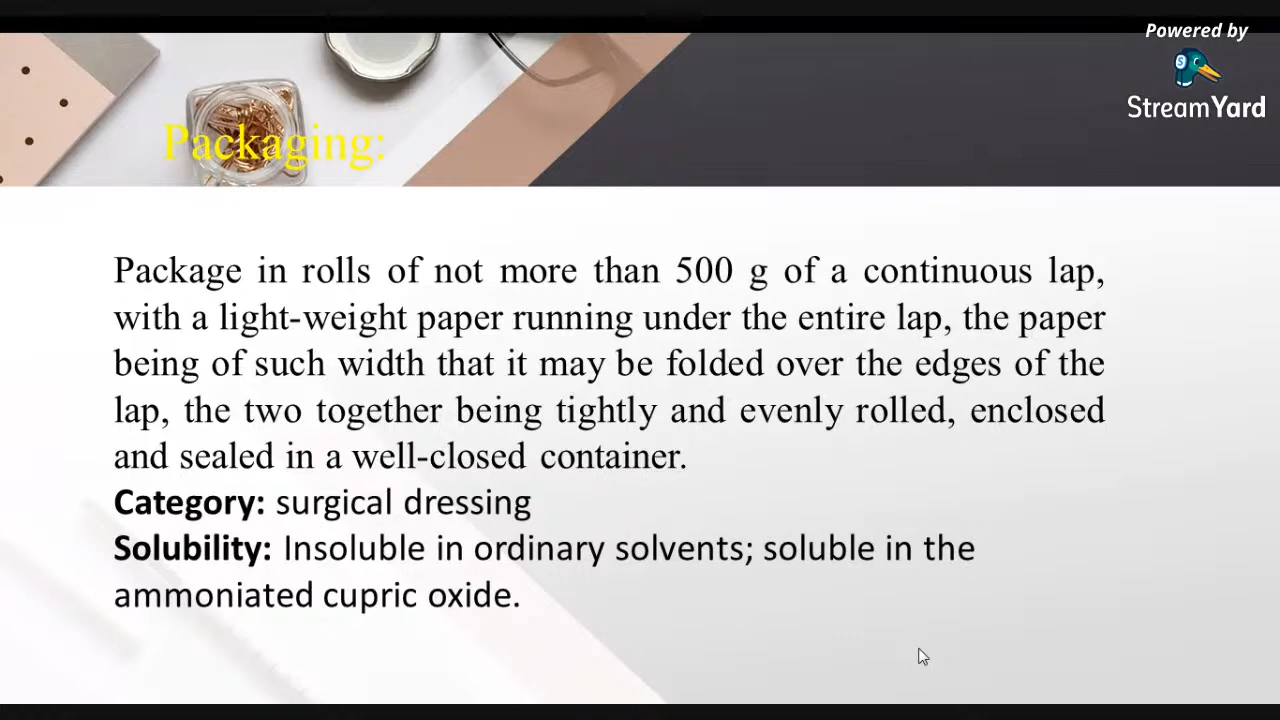 Powered by
StreamYard
Packaging:
Package in rolls of not more than 500 g of a continuous lap,
with a light-weight paper running under the entire lap, the paper
being of such width that it may be folded over the edges of the
lap, the two together being tightly and evenly rolled, enclosed
and sealed in a well-closed container.
Category: surgical dressing
Solubility: Insoluble in ordinary solvents; soluble in the
ammoniated cupric oxide.